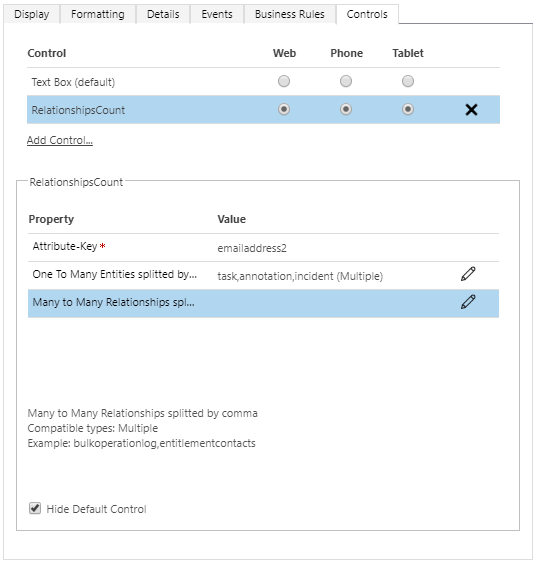 Display Formatting Details Events Business Rules Controls
Control Web Phone Tablet
Text Box (default)
RelationshipsCount
Add Control...
RelationshipsCount
Property Value
Attribute-Key * emailaddress2
One To Many Entities splitted by... task,annotation,incident (Multiple)
Many to Many Relationships spl...
Many to Many Relationships splitted by comma
Compatible types: Multiple
Example: bulkoperationlog,entitlementcontacts
Hide Default Control